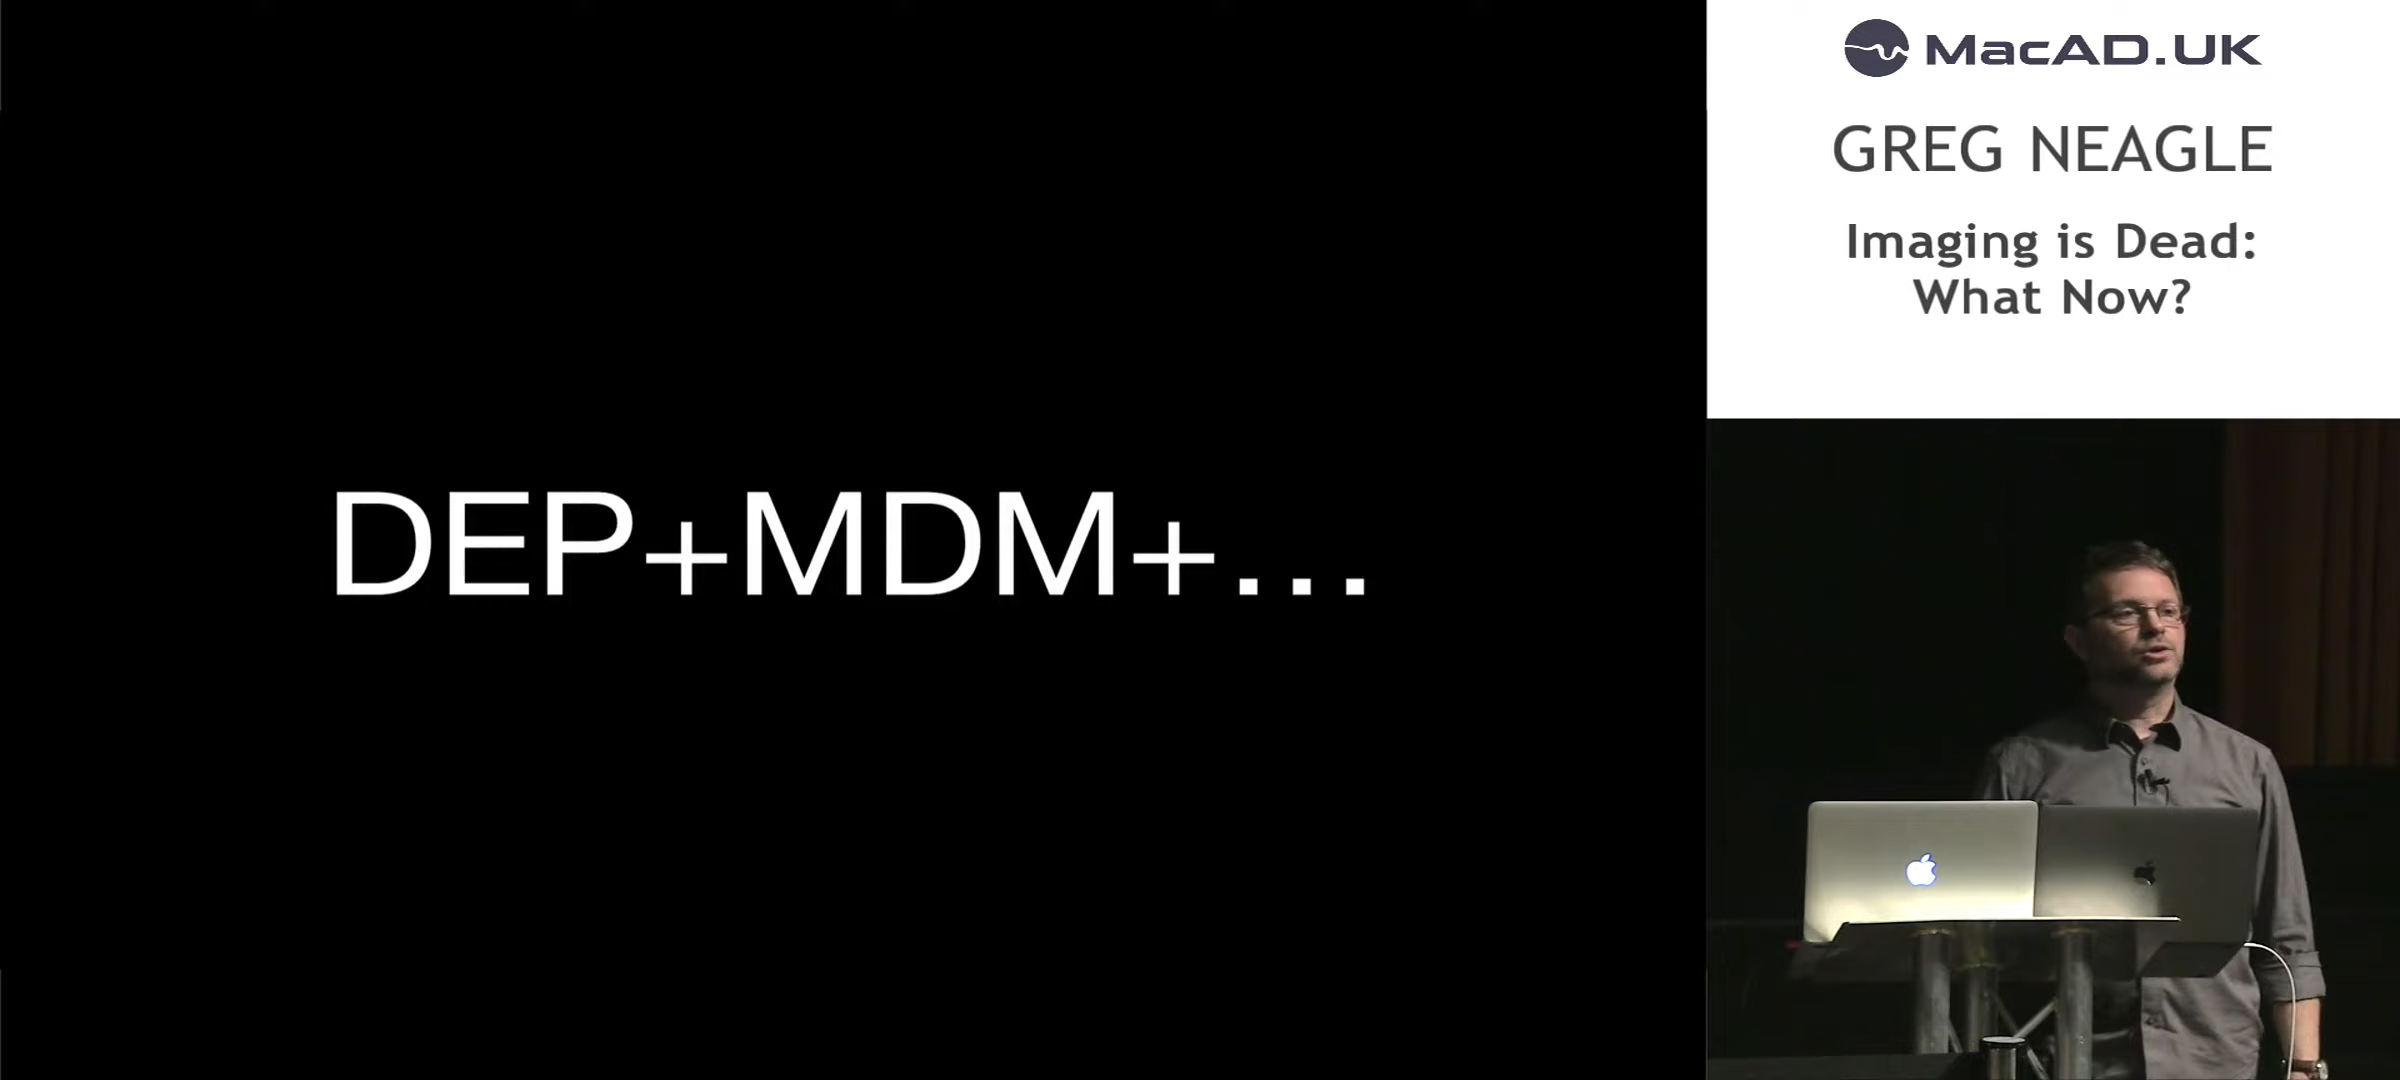 DEP+MDM+...
MacAD.UK
GREG NEAGLE
Imaging is Dead:
What Now?